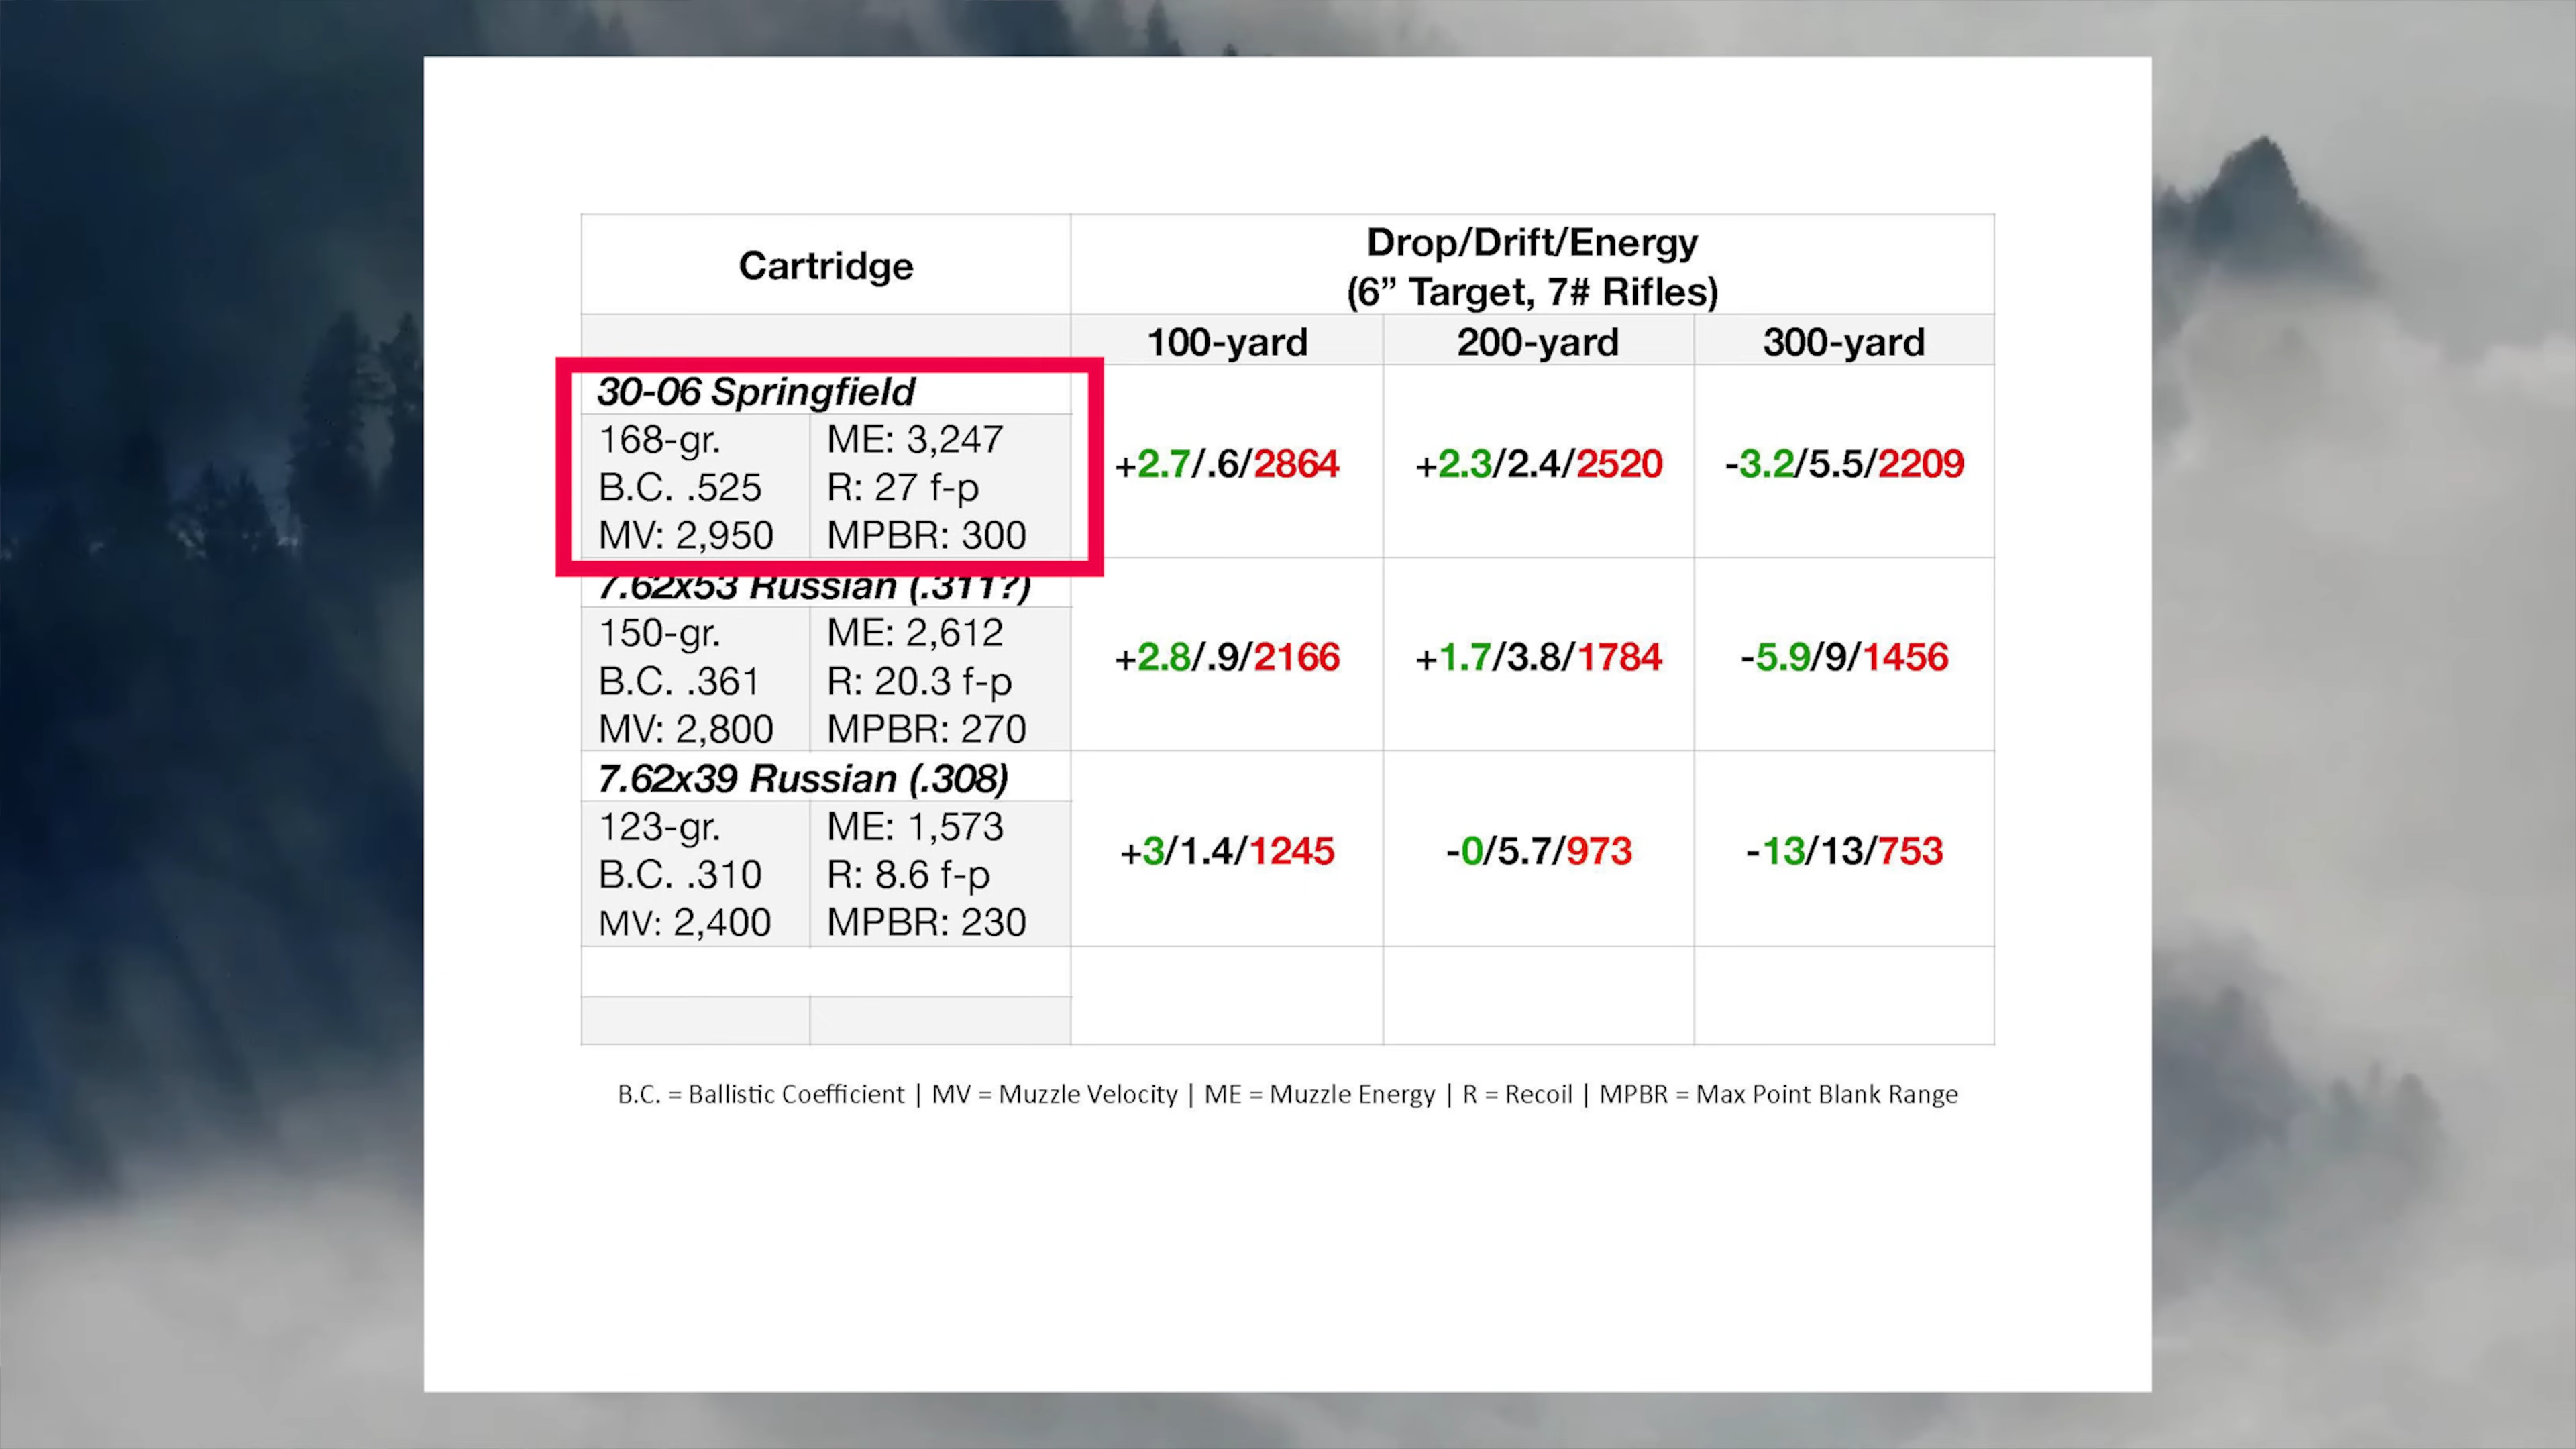 Cartridge
Drop/Drift/Energy
(6” Target, 7# Rifles)
100-yard
200-yard
300-yard
30-06 Springfield
168-gr.
B.C. .525
MV: 2,950
ME: 3,247
R: 27 f-p
MPBR: 300
+2.7/.6/2864
+2.3/2.4/2520
-3.2/5.5/2209
7.62x53 Russian (.311?)
150-gr.
B.C. .361
MV: 2,800
ME: 2,612
R: 20.3 f-p
MPBR: 270
+2.8/.9/2166
+1.7/3.8/1784
-5.9/9/1456
7.62x39 Russian (.308)
123-gr.
B.C. .310
MV: 2,400
ME: 1,573
R: 8.6 f-p
MPBR: 230
+3/1.4/1245
-0/5.7/973
-13/13/753
B.C. = Ballistic Coefficient | MV = Muzzle Velocity | ME = Muzzle Energy | R = Recoil | MPBR = Max Point Blank Range